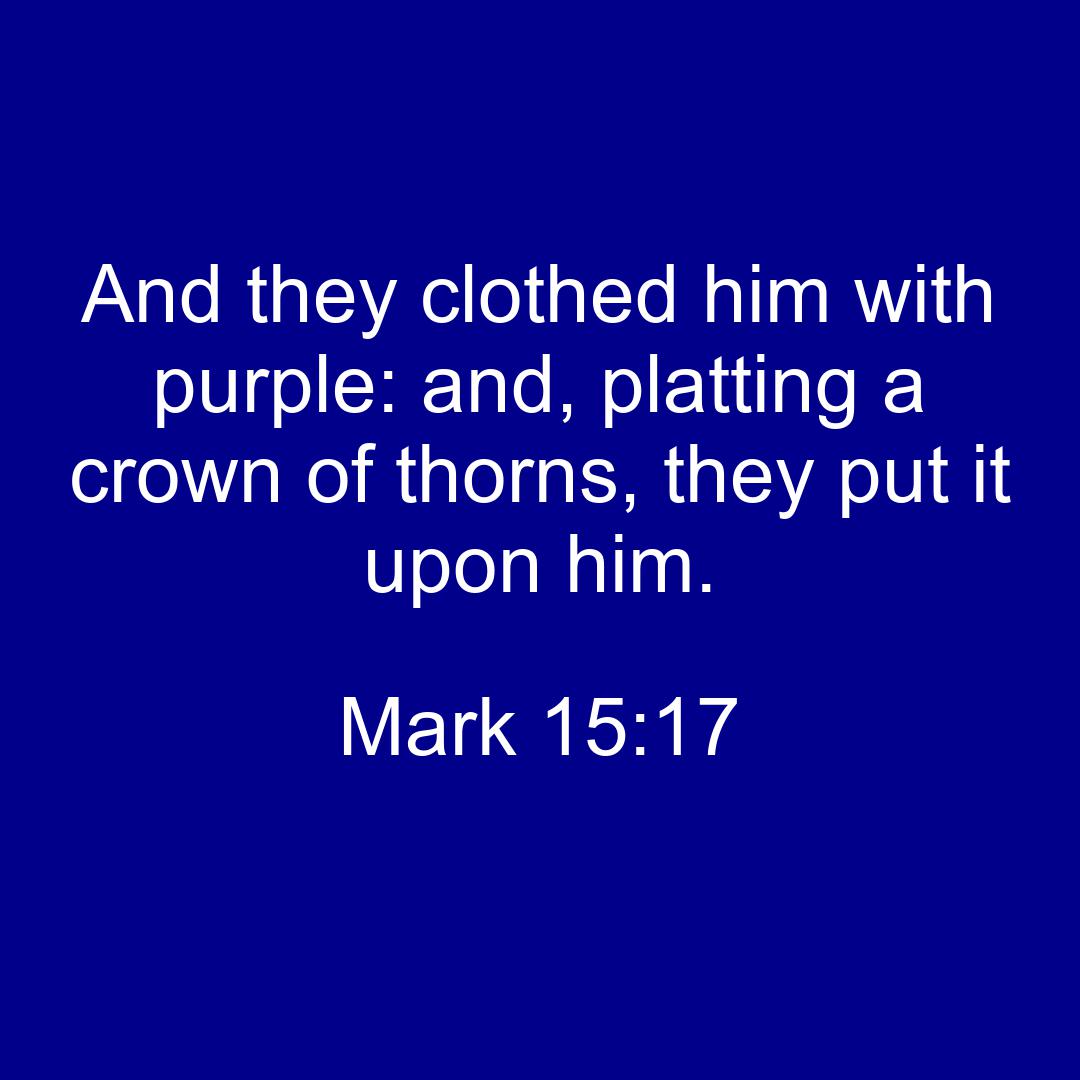 And they clothed him with
purple: and, platting a
crown of thorns, they put it
upon him.
Mark 15:17